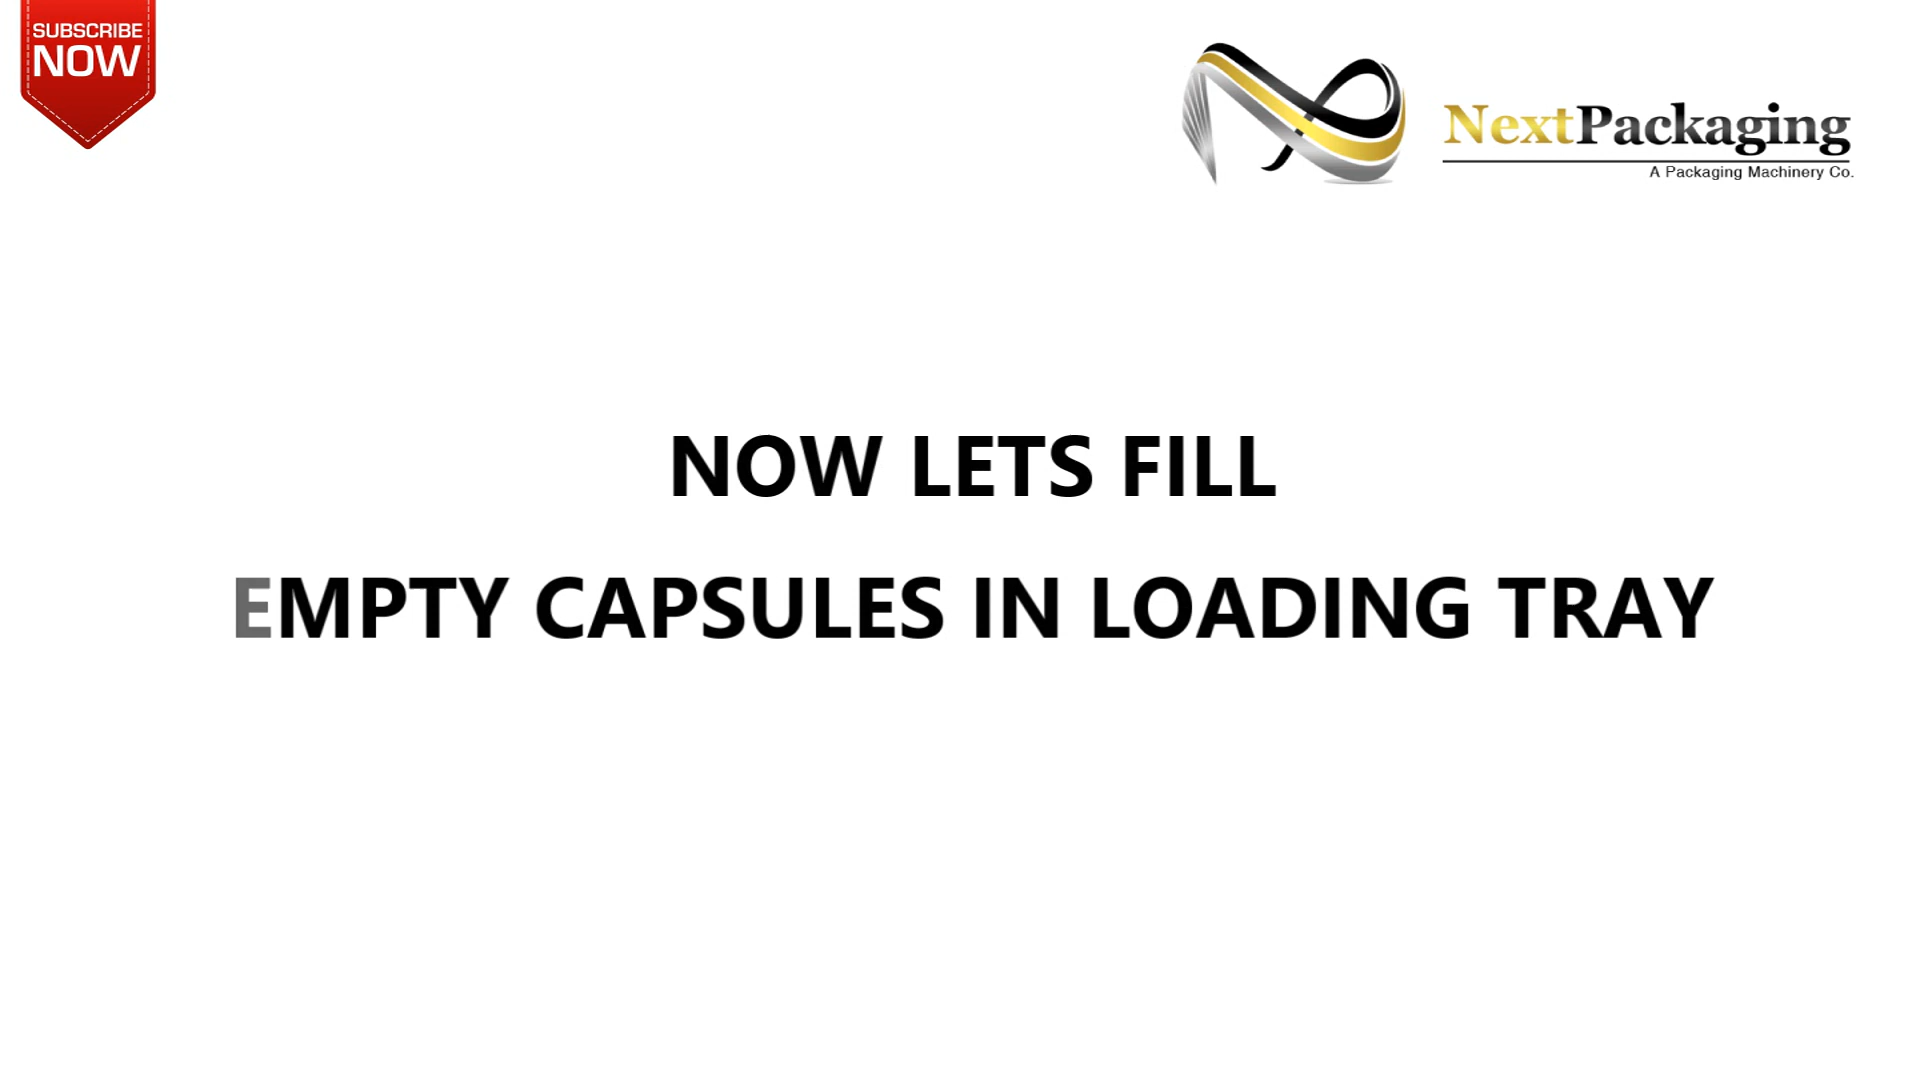 SUBSCRIBE
NOW
NextPackaging
A Packaging Machinery Co.
NOW LETS FILL
EMPTY CAPSULES IN LOADING TRAY